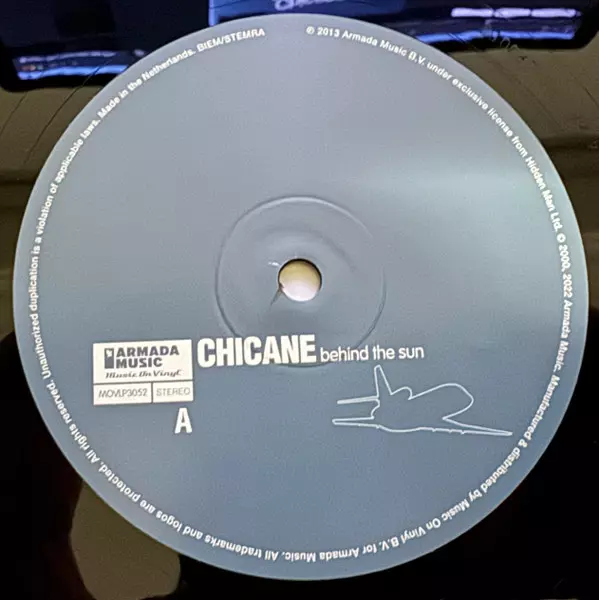 ℗ 2013 Armada Music B.V. under exclusive license from Hidden Man Ltd. © 2000, 2022 Armada Music. Manufactured & distributed by Music On Vinyl B.V. for Armada Music. All trademarks and logos are protected. All rights reserved. Unauthorized duplication is a violation of applicable laws. Made in the Netherlands. BIEM/STEMRA
ARMADA
MUSIC
Music On Vinyl
MOVLP3052 STEREO
A
CHICANE behind the sun